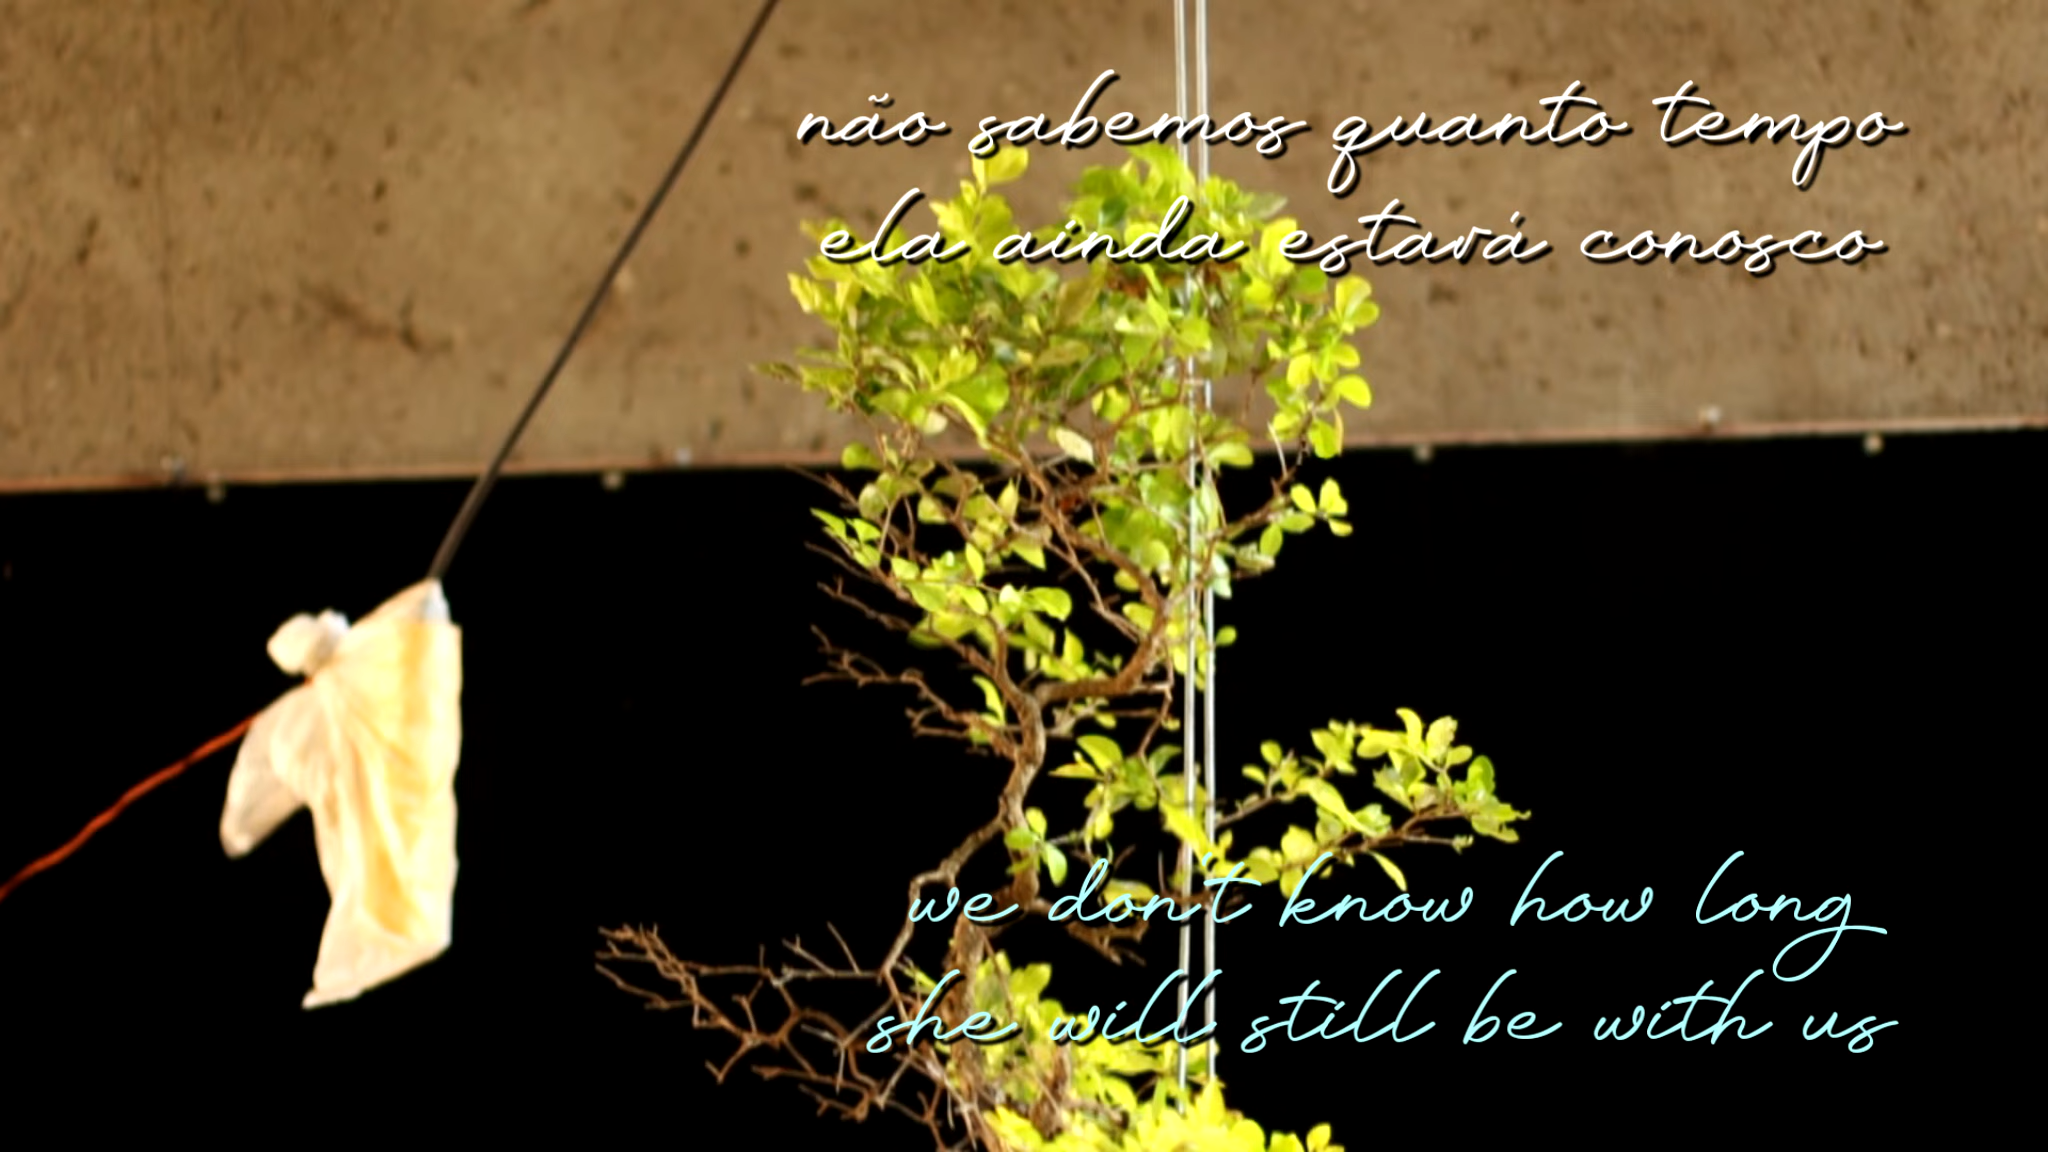 não sabemos quanto tempo
ela ainda estará conosco
we don't know how long
she will still be with us